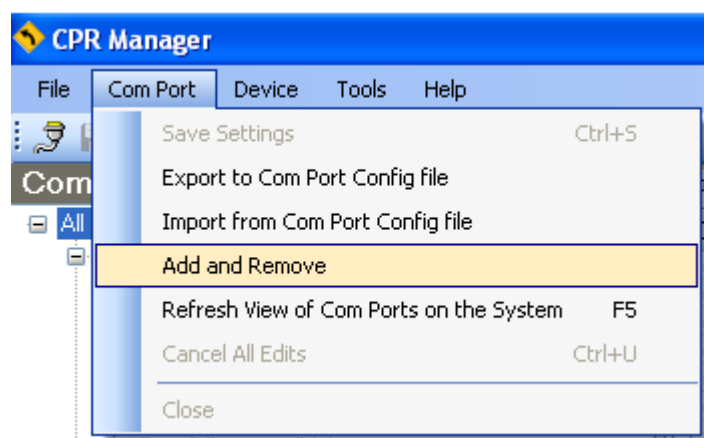 CPR Manager
File Com Port Device Tools Help
Save Settings Ctrl+S
Com
Export to Com Port Config file
All
Import from Com Port Config file
Add and Remove
Refresh View of Com Ports on the System F5
Cancel All Edits Ctrl+U
Close